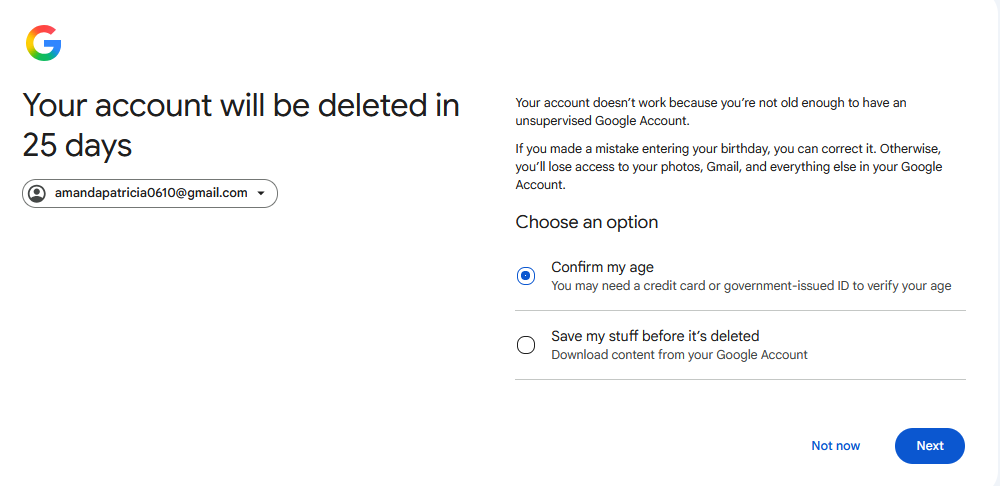 Your account will be deleted in
25 days
amandapatricia0610@gmail.com
Your account doesn’t work because you’re not old enough to have an
unsupervised Google Account.
If you made a mistake entering your birthday, you can correct it. Otherwise,
you’ll lose access to your photos, Gmail, and everything else in your Google
Account.
Choose an option
Confirm my age
You may need a credit card or government-issued ID to verify your age
Save my stuff before it’s deleted
Download content from your Google Account
Not now
Next